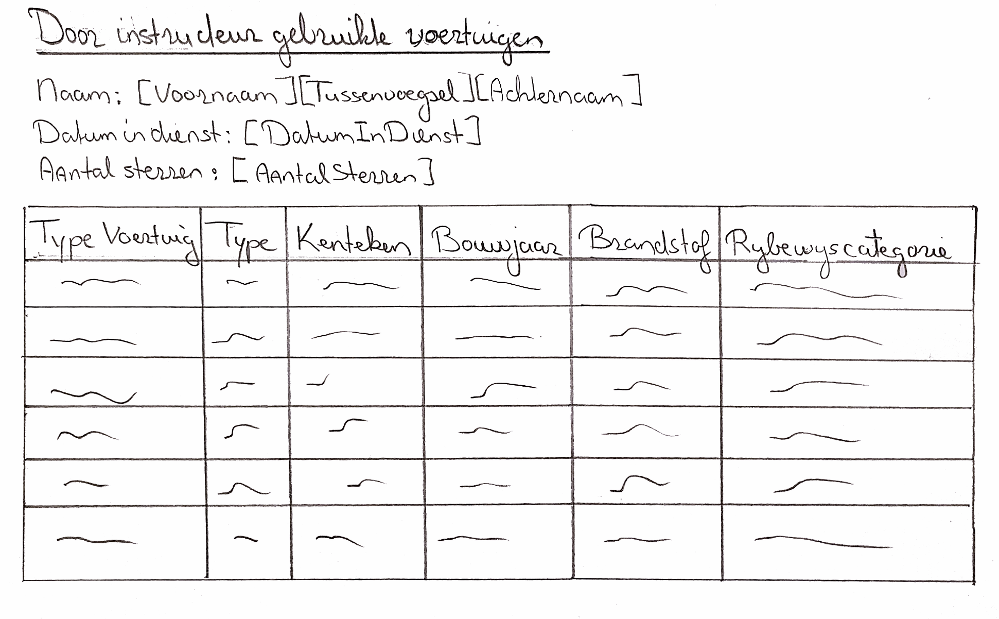 Door instructeur gebruikte voertuigen
Naam: [Voornaam][Tussenvoegsel][Achternaam]
Datum in dienst: [DatumInDienst]
Aantal sterren: [AantalSterren]
Type Voertuig Type Kenteken Bouwjaar Brandstof Rijbewijscategorie